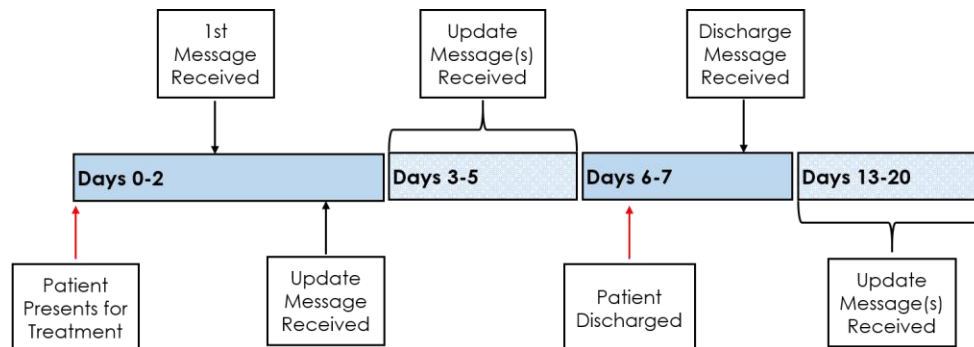 1st
Message
Received
Update
Message(s)
Received
Discharge
Message
Received
Days 0-2
Days 3-5
Days 6-7
Days 13-20
Patient
Presents for
Treatment
Update
Message
Received
Patient
Discharged
Update
Message(s)
Received